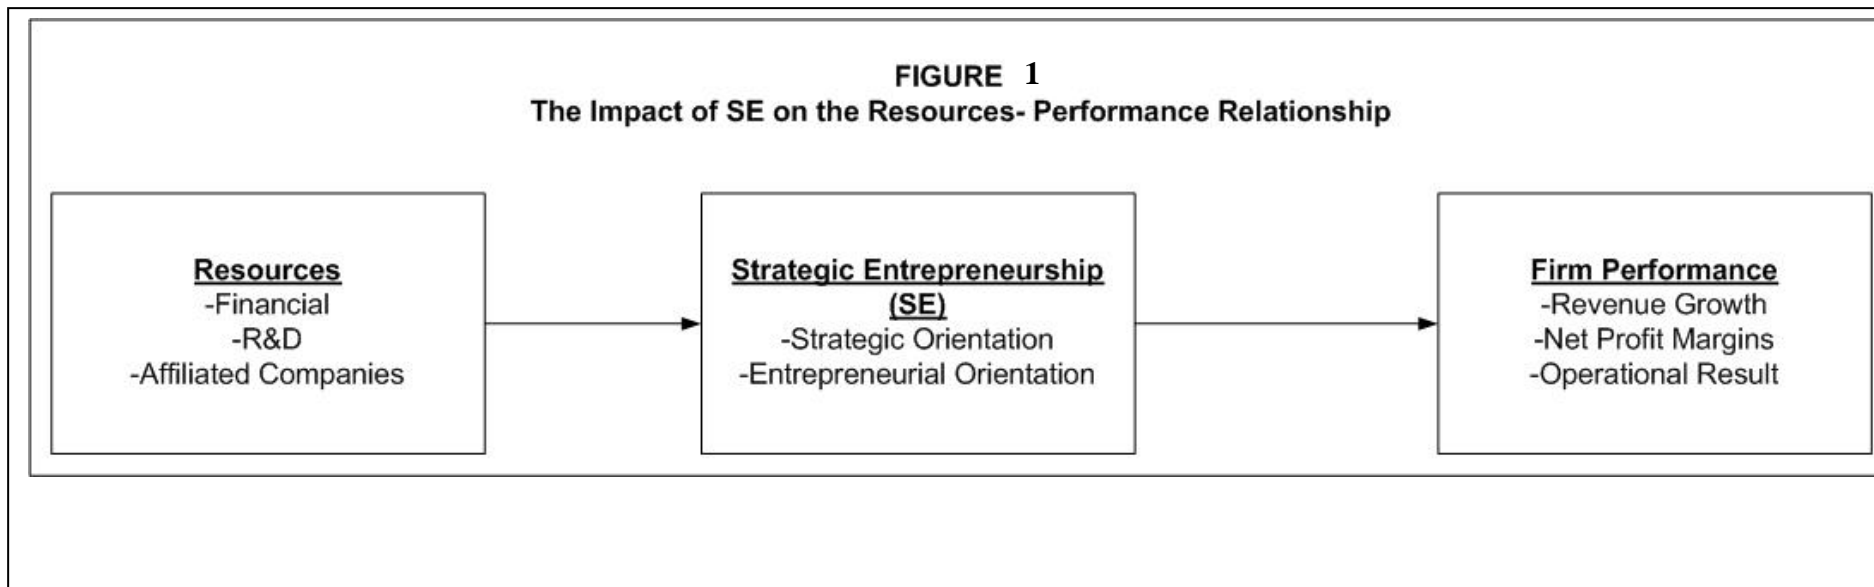 FIGURE 1
The Impact of SE on the Resources- Performance Relationship
Resources
-Financial
-R&D
-Affiliated Companies
Strategic Entrepreneurship
(SE)
-Strategic Orientation
-Entrepreneurial Orientation
Firm Performance
-Revenue Growth
-Net Profit Margins
-Operational Result